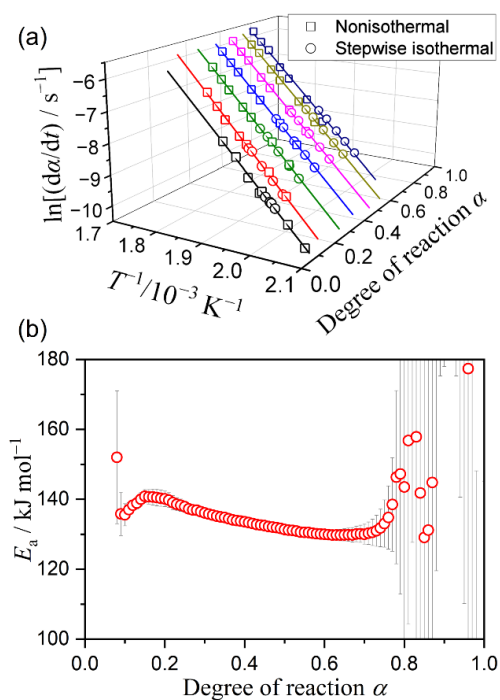 (a)
Nonisothermal
Stepwise isothermal
ln[(dα/dt) / s⁻¹]
-6
-7
-8
-9
-10
1.7
1.8
1.9
2.0
2.1
T⁻¹/10⁻³ K⁻¹
0.0
0.2
0.4
0.6
0.8
1.0
Degree of reaction α
(b)
180
160
140
120
100
Eₐ / kJ mol⁻¹
0.0 0.2 0.4 0.6 0.8 1.0
Degree of reaction α